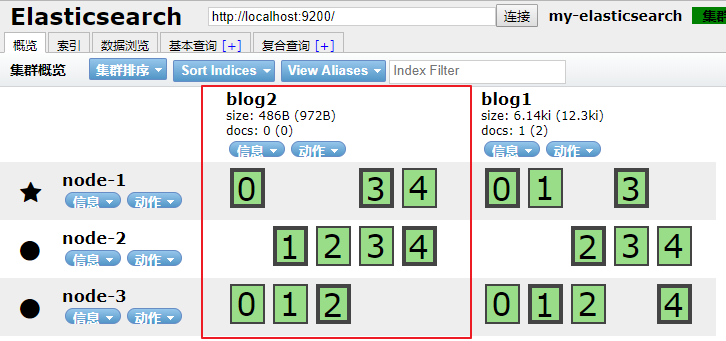 Elasticsearch http://localhost:9200/ 连接 my-elasticsearch
概览 索引 数据浏览 基本查询 [+] 复合查询 [+]
集群概览 集群排序 Sort Indices View Aliases Index Filter
blog2 blog1
size: 486B (972B) size: 6.14ki (12.3ki)
docs: 0 (0) docs: 1 (2)
信息 动作 信息 动作
node-1 0 3 4 0 1 3
信息 动作
node-2 1 2 3 4 2 3 4
信息 动作
node-3 0 1 2 0 1 2 4
信息 动作